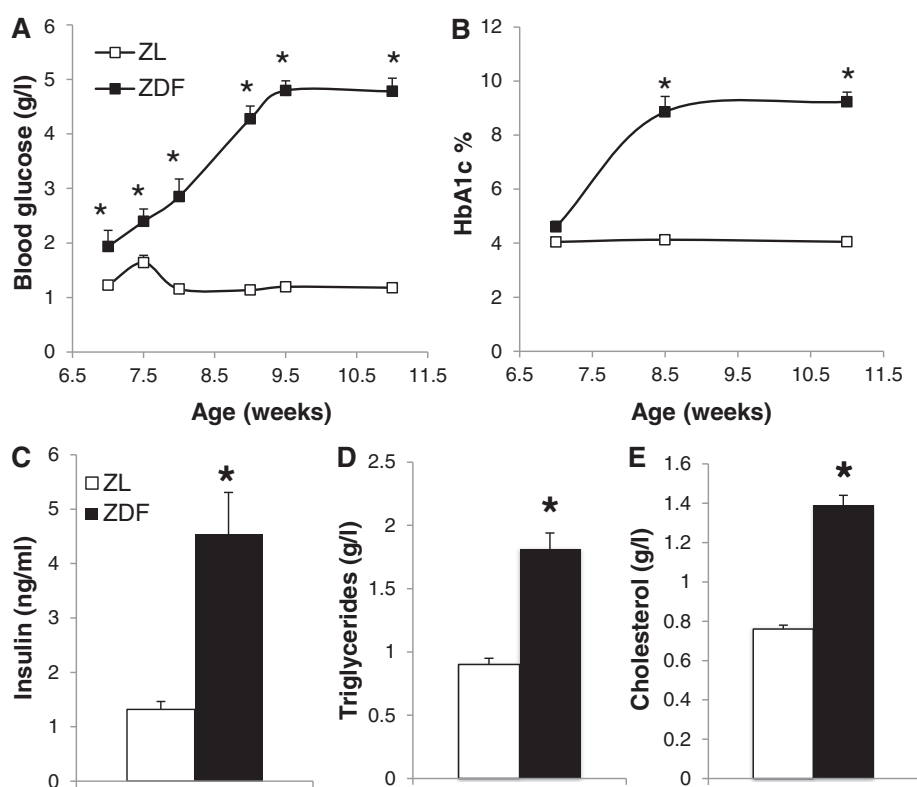 A
Blood glucose (g/l)
6
5
4
3
2
1
0
ZL
ZDF
* * * * * *
6.5 7.5 8.5 9.5 10.5 11.5
Age (weeks)
B
HbA1c %
12
10
8
6
4
2
0
* *
6.5 7.5 8.5 9.5 10.5 11.5
Age (weeks)
C
Insulin (ng/ml)
6
5
4
3
2
1
0
ZL
ZDF
*
D
Triglycerides (g/l)
2.5
2
1.5
1
0.5
0
*
E
Cholesterol (g/l)
1.6
1.4
1.2
1
0.8
0.6
0.4
0.2
0
*